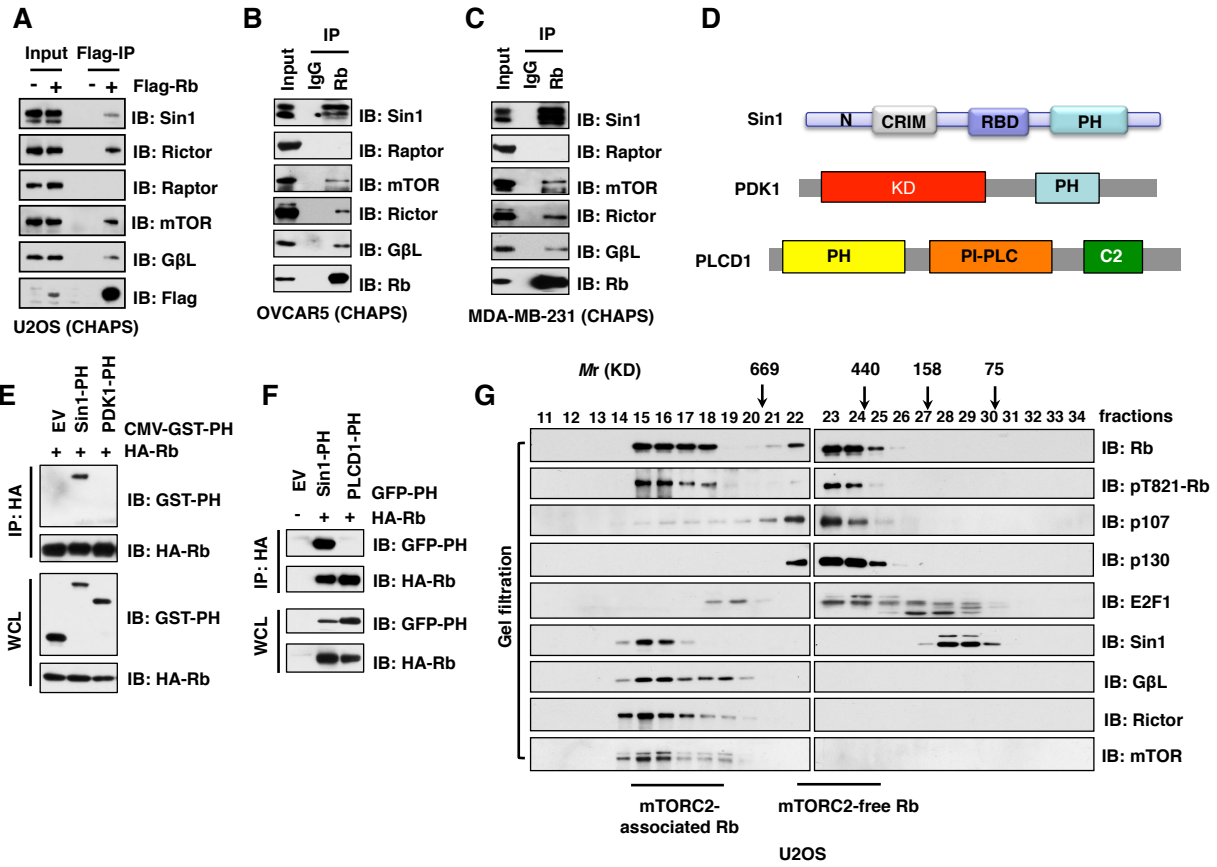 A
Input Flag-IP
- + - + Flag-Rb
IB: Sin1
IB: Rictor
IB: Raptor
IB: mTOR
IB: GβL
IB: Flag
U2OS (CHAPS)
B
IP
Input IgG Rb
IB: Sin1
IB: Raptor
IB: mTOR
IB: Rictor
IB: GβL
IB: Rb
OVCAR5 (CHAPS)
C
IP
Input IgG Rb
IB: Sin1
IB: Raptor
IB: mTOR
IB: Rictor
IB: GβL
IB: Rb
MDA-MB-231 (CHAPS)
D
Sin1 N CRIM RBD PH
PDK1 KD PH
PLCD1 PH PI-PLC C2
E
EV Sin1-PH PDK1-PH
CMV-GST-PH
+ + + HA-Rb
IP: HA
IB: GST-PH
IB: HA-Rb
WCL
IB: GST-PH
IB: HA-Rb
F
EV Sin1-PH PLCD1-PH
GFP-PH
- + + HA-Rb
IP: HA
IB: GFP-PH
IB: HA-Rb
WCL
IB: GFP-PH
IB: HA-Rb
G
Mr (KD) 669 440 158 75
11 12 13 14 15 16 17 18 19 20 21 22 23 24 25 26 27 28 29 30 31 32 33 34 fractions
Gel filtration
IB: Rb
IB: pT821-Rb
IB: p107
IB: p130
IB: E2F1
IB: Sin1
IB: GβL
IB: Rictor
IB: mTOR
mTORC2- mTORC2-free Rb
associated Rb
U2OS